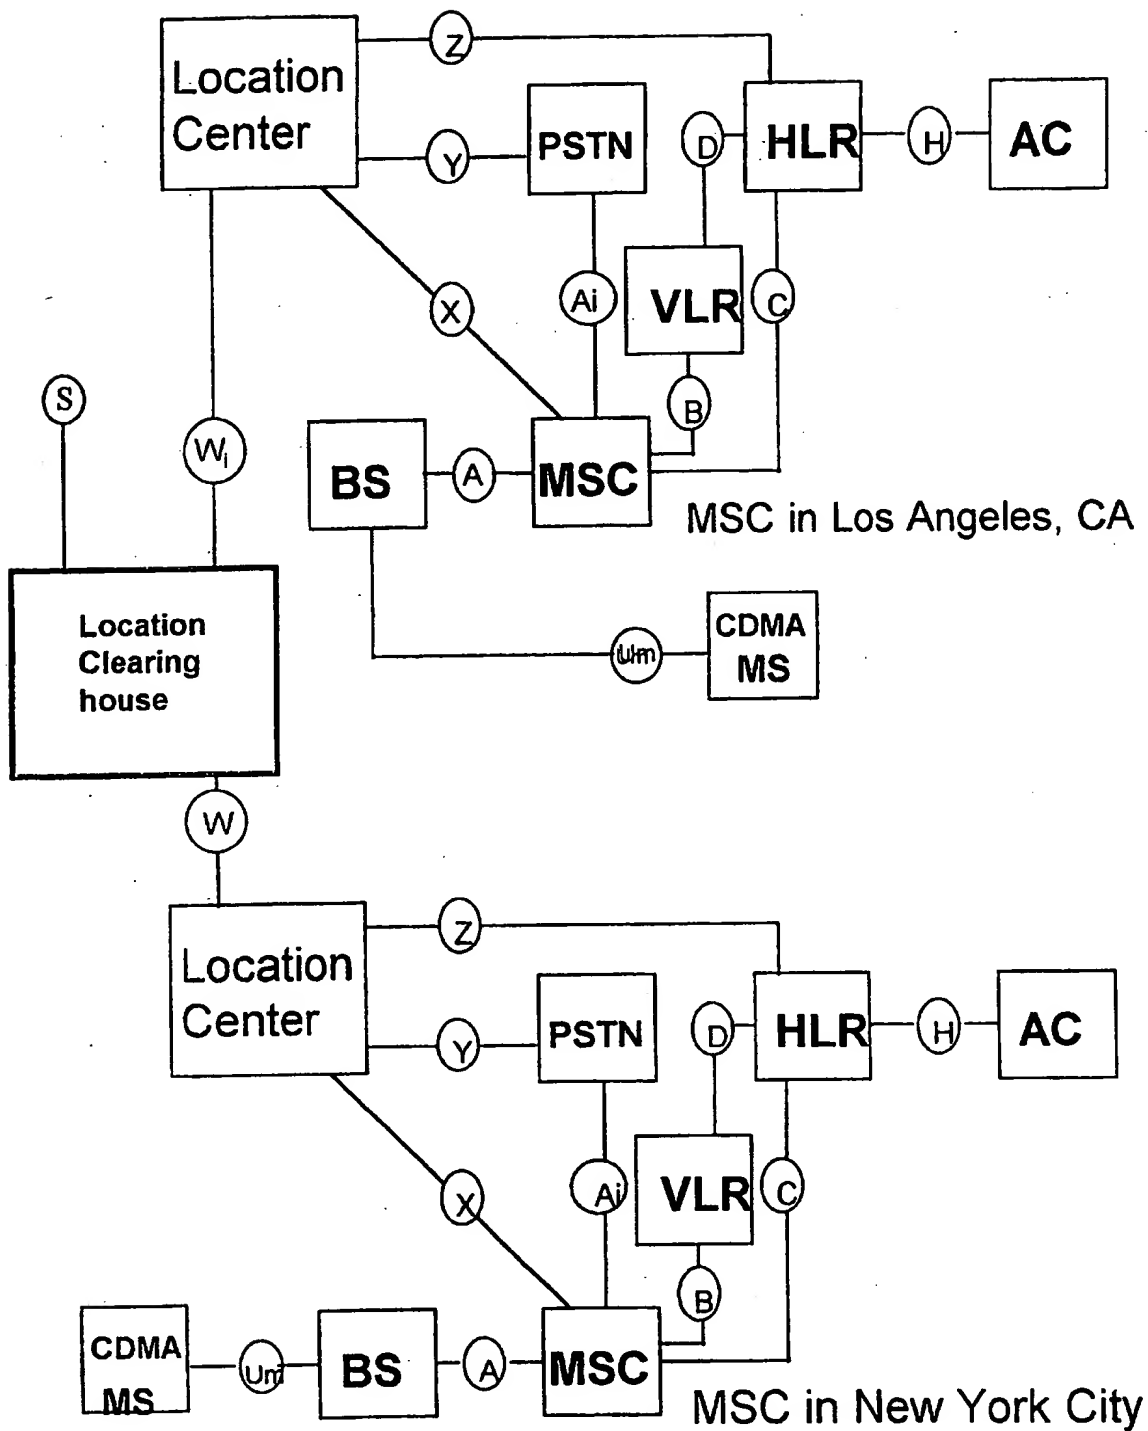 Z
Location
Center
Y
PSTN
D
HLR
H
AC
X
Ai
VLR
C
S
B
Wi
BS
A
MSC
MSC in Los Angeles, CA
Location
Clearing
house
Um
CDMA
MS
W
Z
Location
Center
Y
PSTN
D
HLR
H
AC
X
Ai
VLR
C
B
CDMA
MS
Um
BS
A
MSC
MSC in New York City